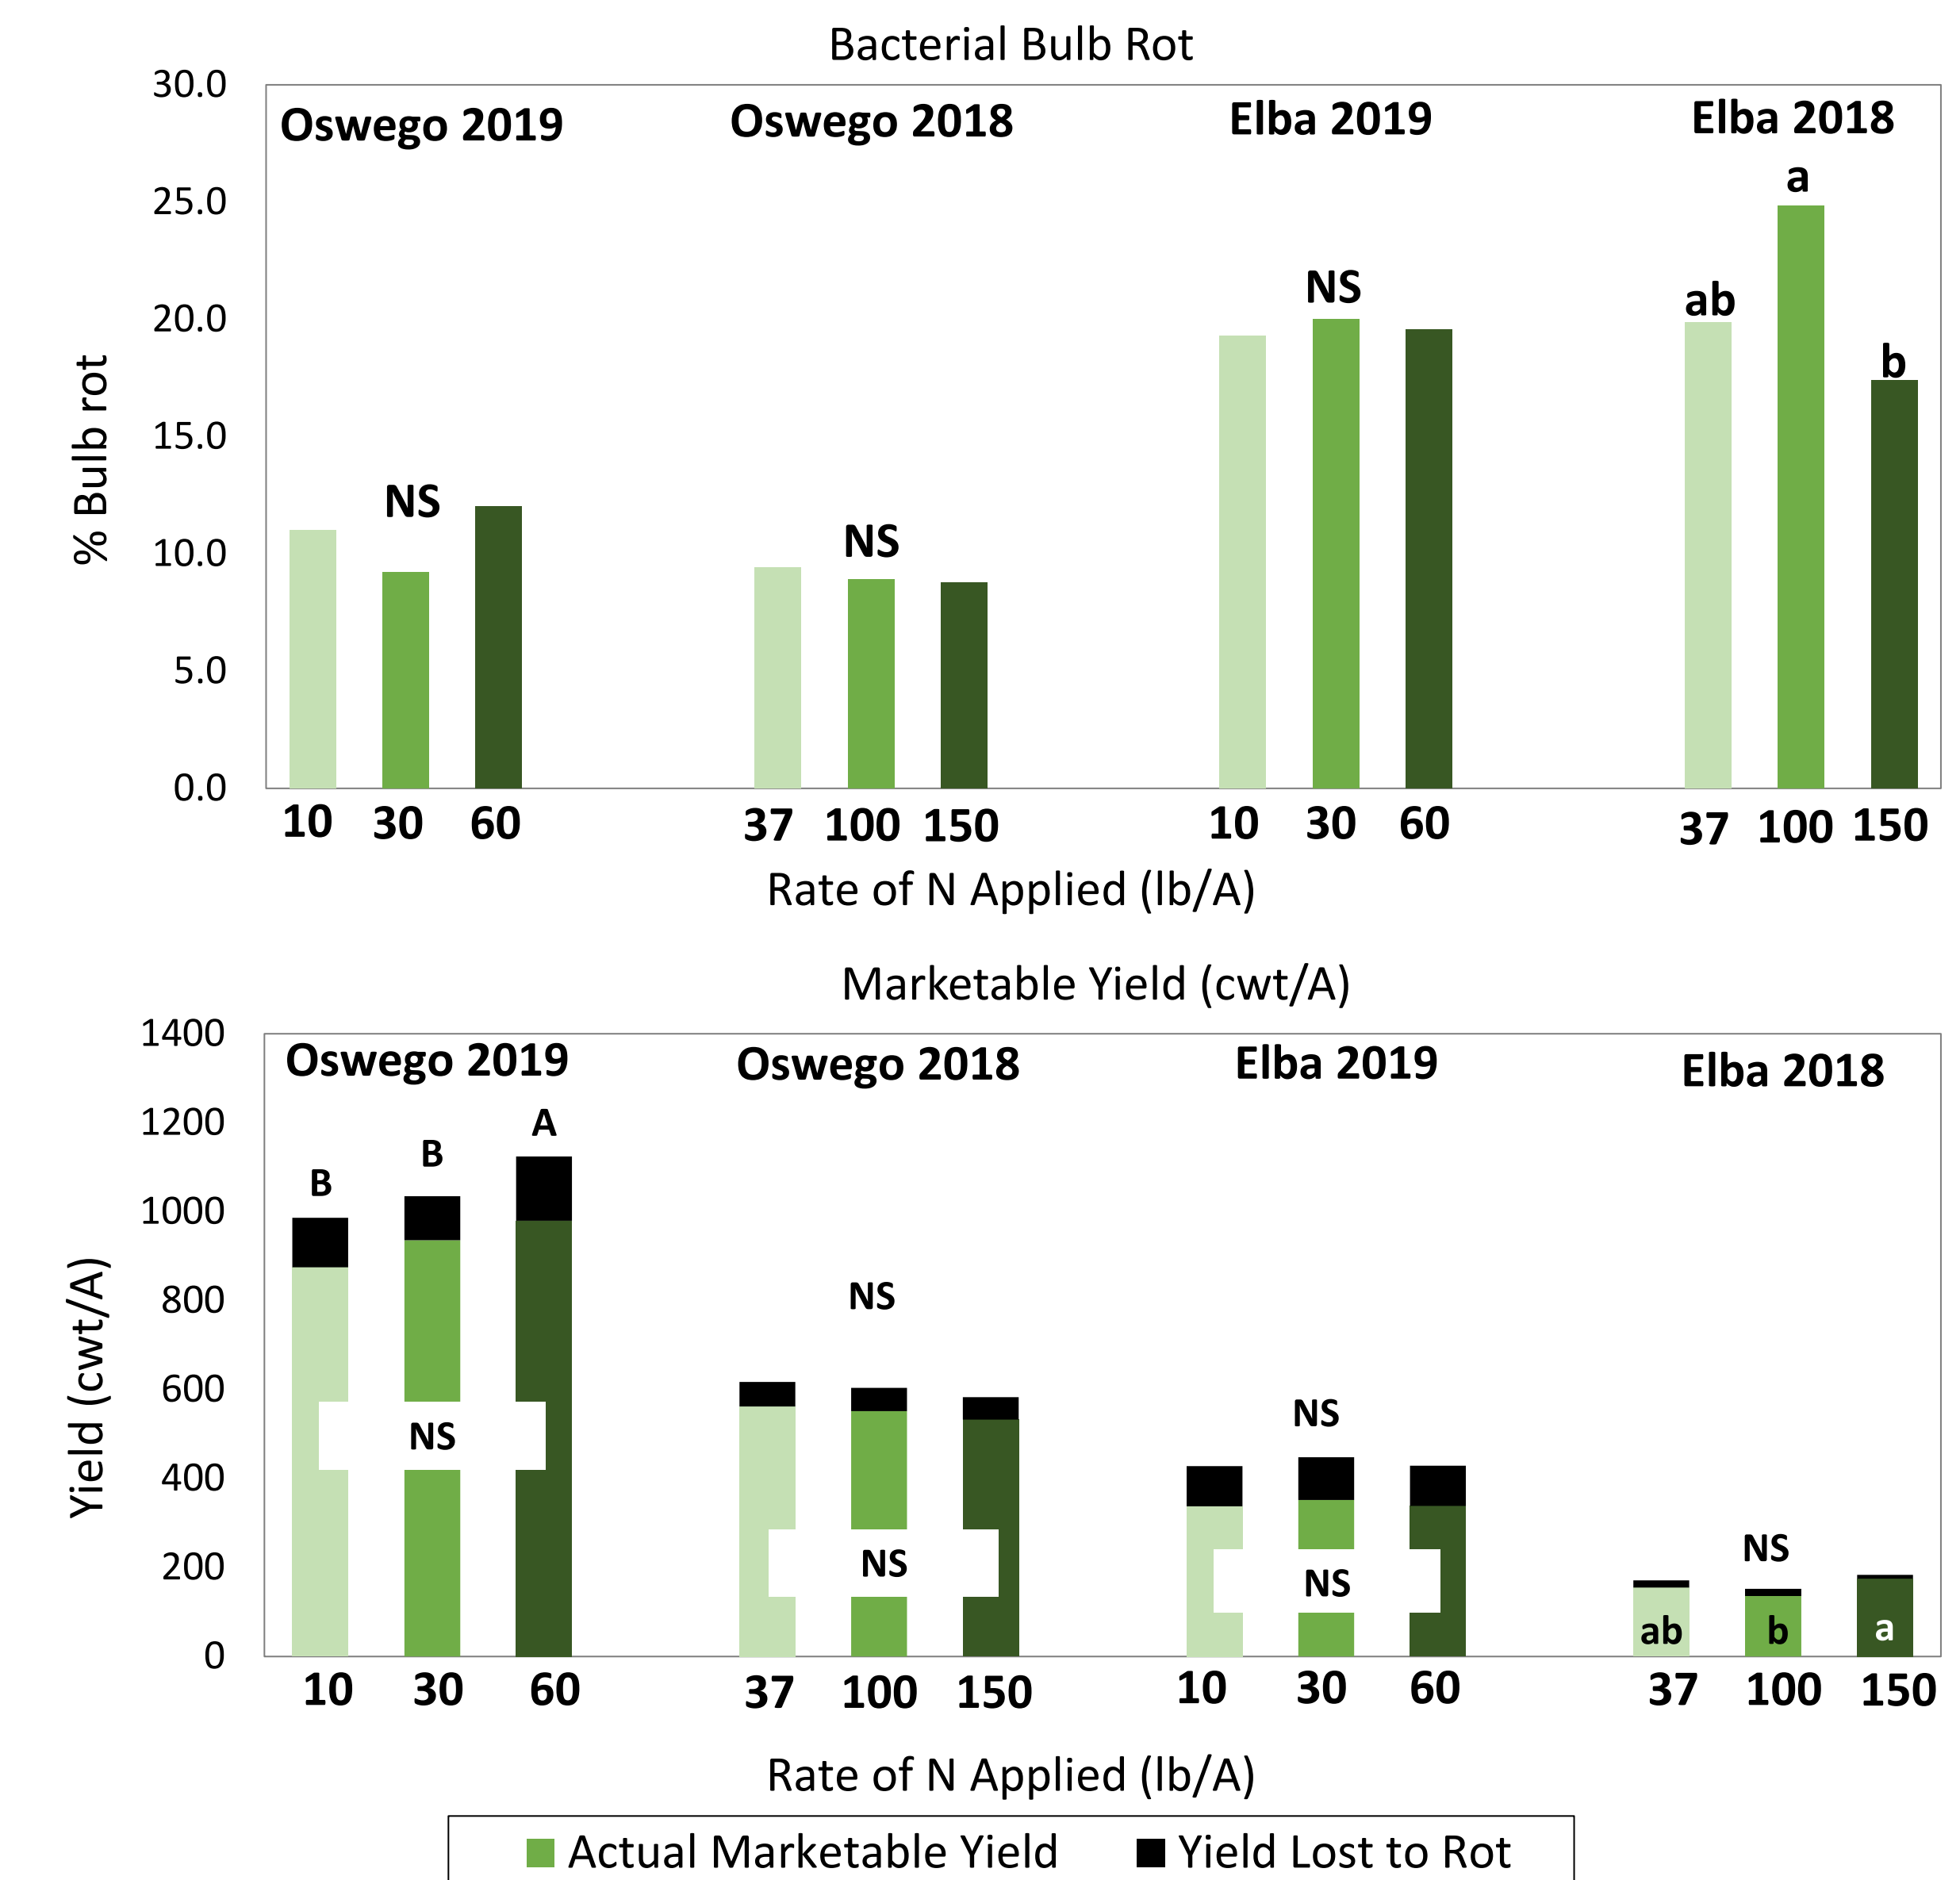 Bacterial Bulb Rot
30.0
Oswego 2019 Oswego 2018 Elba 2019 Elba 2018
a
25.0
NS ab
20.0
b
15.0
NS NS
10.0
5.0
0.0
% Bulb rot
10 30 60 37 100 150 10 30 60 37 100 150
Rate of N Applied (lb/A)
Marketable Yield (cwt/A)
1400
Oswego 2019 Oswego 2018 Elba 2019 Elba 2018
1200
B B A
1000
800
NS
600
NS NS
400
NS NS NS
200
ab b a
0
Yield (cwt/A)
10 30 60 37 100 150 10 30 60 37 100 150
Rate of N Applied (lb/A)
Actual Marketable Yield Yield Lost to Rot